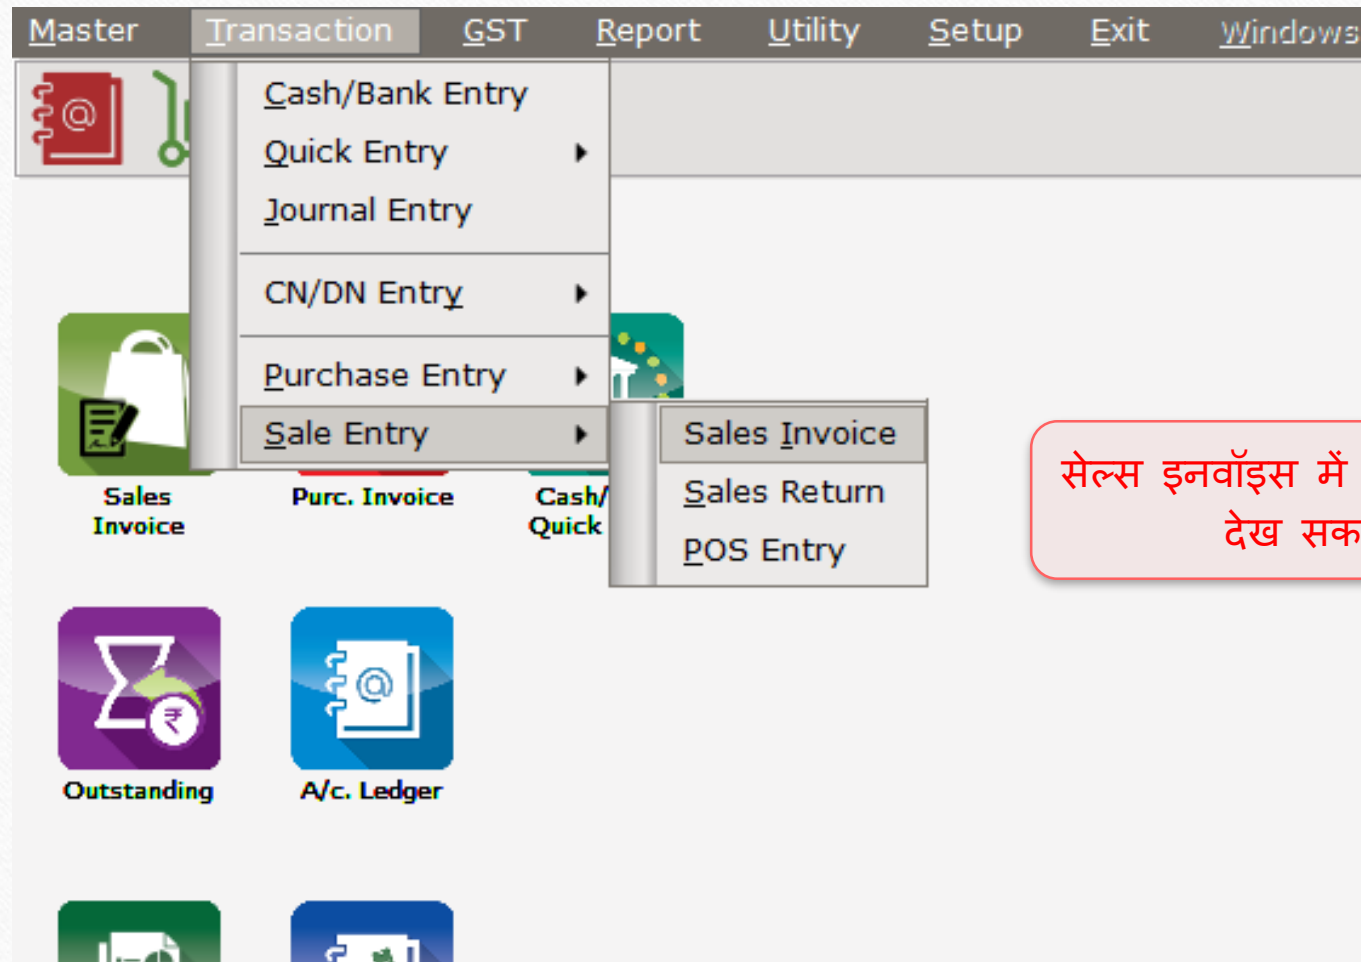 Master Transaction GST Report Utility Setup Exit Windows
Cash/Bank Entry
Quick Entry
Journal Entry
CN/DN Entry
Purchase Entry
Sale Entry
Sales Invoice
Sales Return
POS Entry
सेल्स इनवॉइस में
देख सक
Sales
Invoice
Purc. Invoice
Cash/
Quick
Outstanding
A/c. Ledger